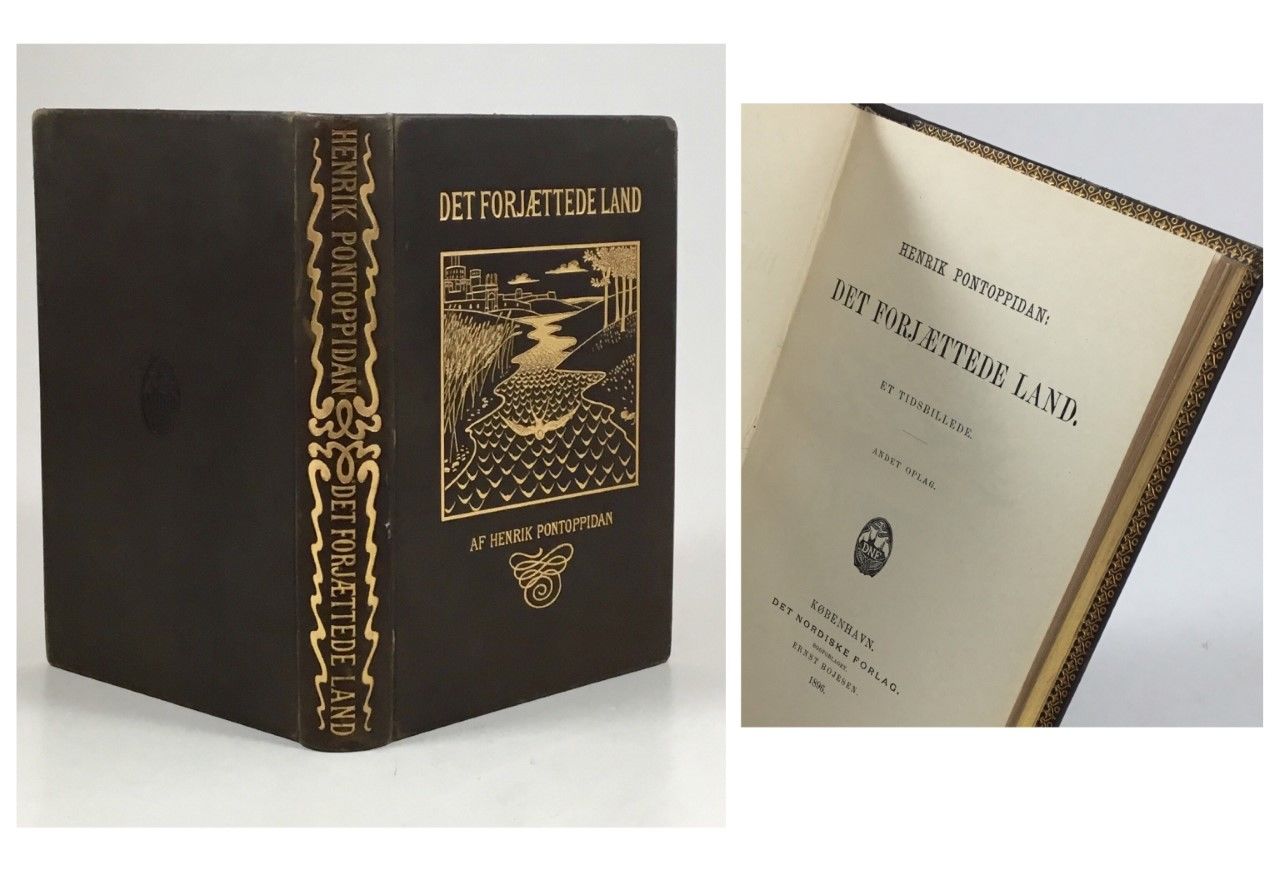 HENRIK PONTOPPIDAN
DET FORJÆTTEDE LAND
DET FORJÆTTEDE LAND
AF HENRIK PONTOPPIDAN
HENRIK PONTOPPIDAN:
DET FORJÆTTEDE LAND.
ET TIDSBILLEDE.
ANDET OPLAG.
DNF
KØBENHAVN.
DET NORDISKE FORLAG.
BOGFORLAGET.
ERNST BOJESEN.
1896.